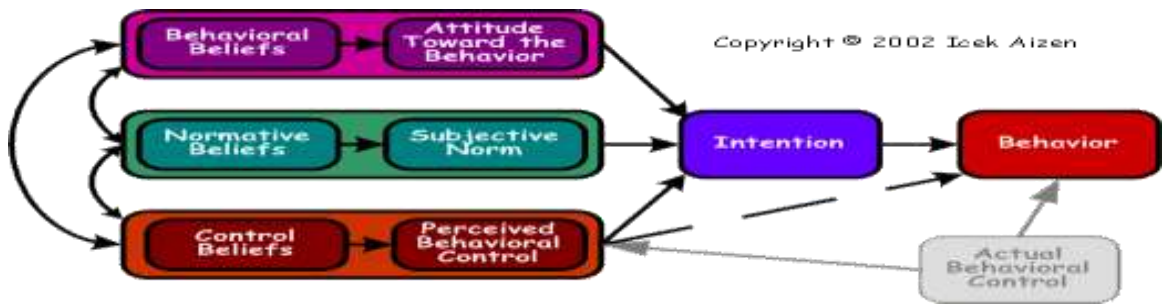 Behavioral
Beliefs
Attitude
Toward the
Behavior
Copyright © 2002 Icek Aizen
Normative
Beliefs
Subjective
Norm
Intention
Behavior
Control
Beliefs
Perceived
Behavioral
Control
Actual
Behavioral
Control